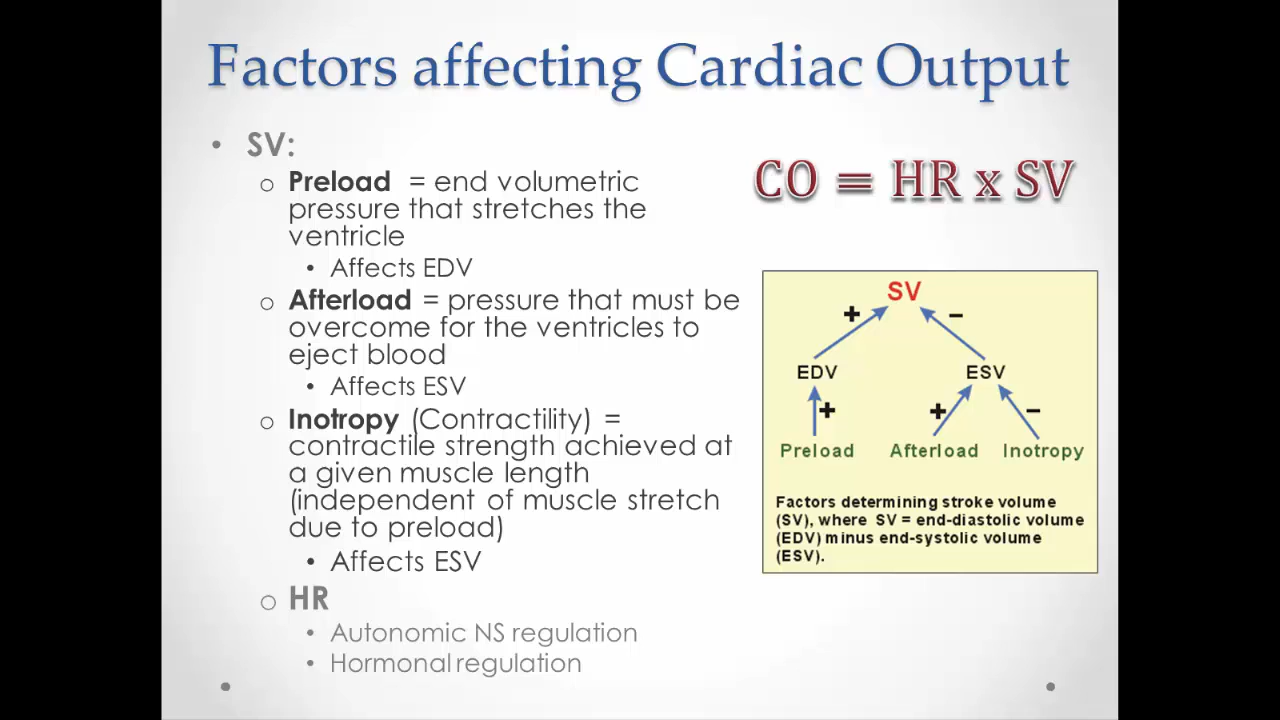 Factors affecting Cardiac Output
• SV:
o Preload = end volumetric
pressure that stretches the
ventricle
• Affects EDV
o Afterload = pressure that must be
overcome for the ventricles to
eject blood
• Affects ESV
o Inotropy (Contractility) =
contractile strength achieved at
a given muscle length
(independent of muscle stretch
due to preload)
• Affects ESV
o HR
• Autonomic NS regulation
• Hormonal regulation
CO = HR x SV
SV
+ −
EDV ESV
+ + −
Preload Afterload Inotropy
Factors determining stroke volume
(SV), where SV = end-diastolic volume
(EDV) minus end-systolic volume
(ESV).